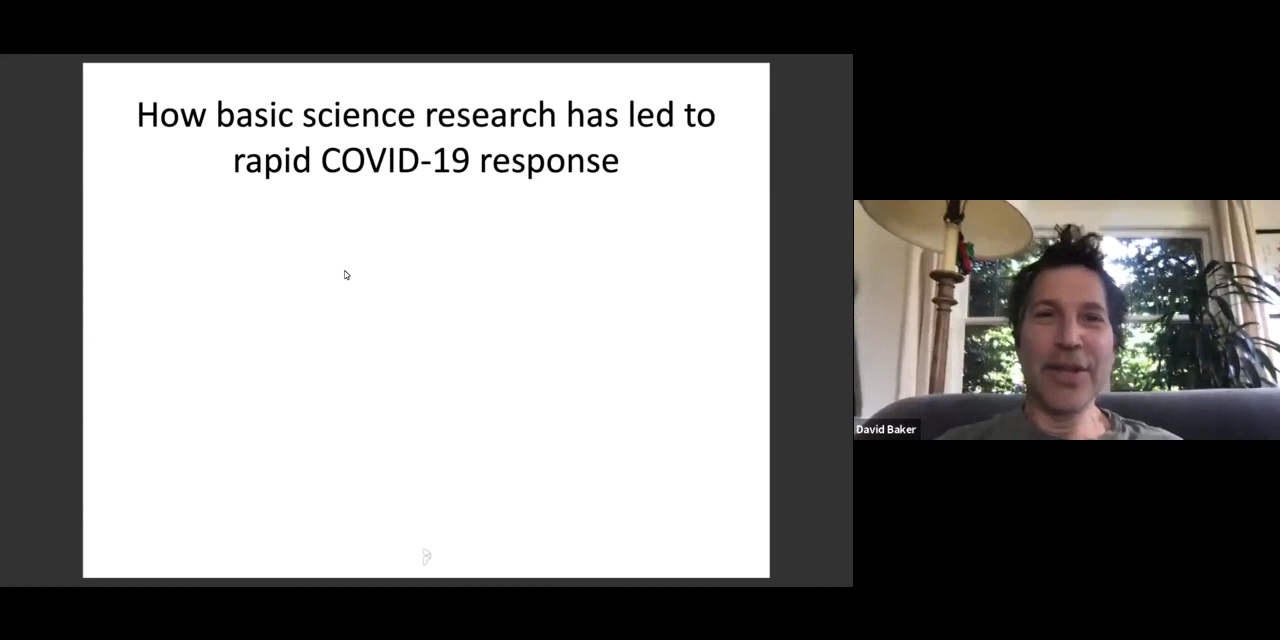 How basic science research has led to
rapid COVID-19 response
David Baker